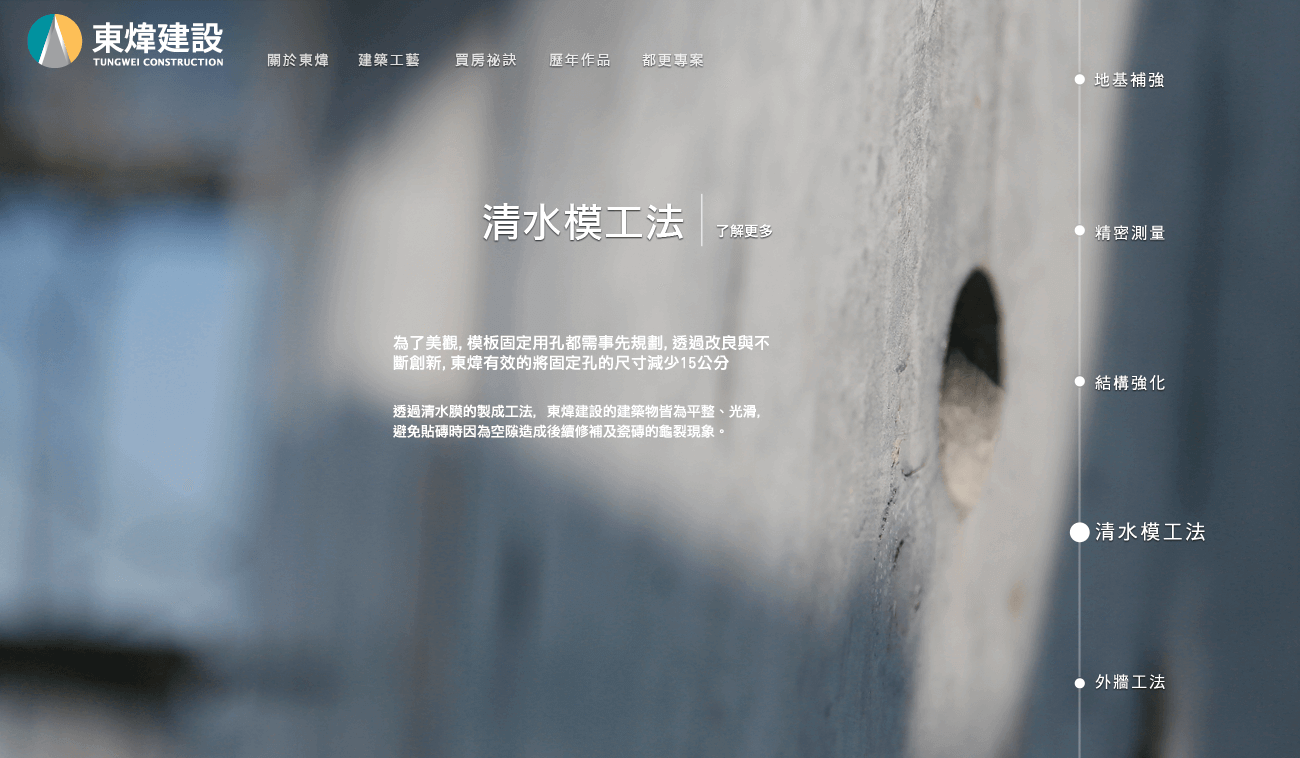 東煒建設
TUNGWEI CONSTRUCTION
關於東煒 建築工藝 買房祕訣 歷年作品 都更專案
地基補強
清水模工法 了解更多
精密測量
為了美觀, 模板固定用孔都需事先規劃, 透過改良與不
斷創新, 東煒有效的將固定孔的尺寸減少15公分
結構強化
透過清水膜的製成工法, 東煒建設的建築物皆為平整、光滑,
避免貼磚時因為空隙造成後續修補及瓷磚的龜裂現象。
清水模工法
外牆工法